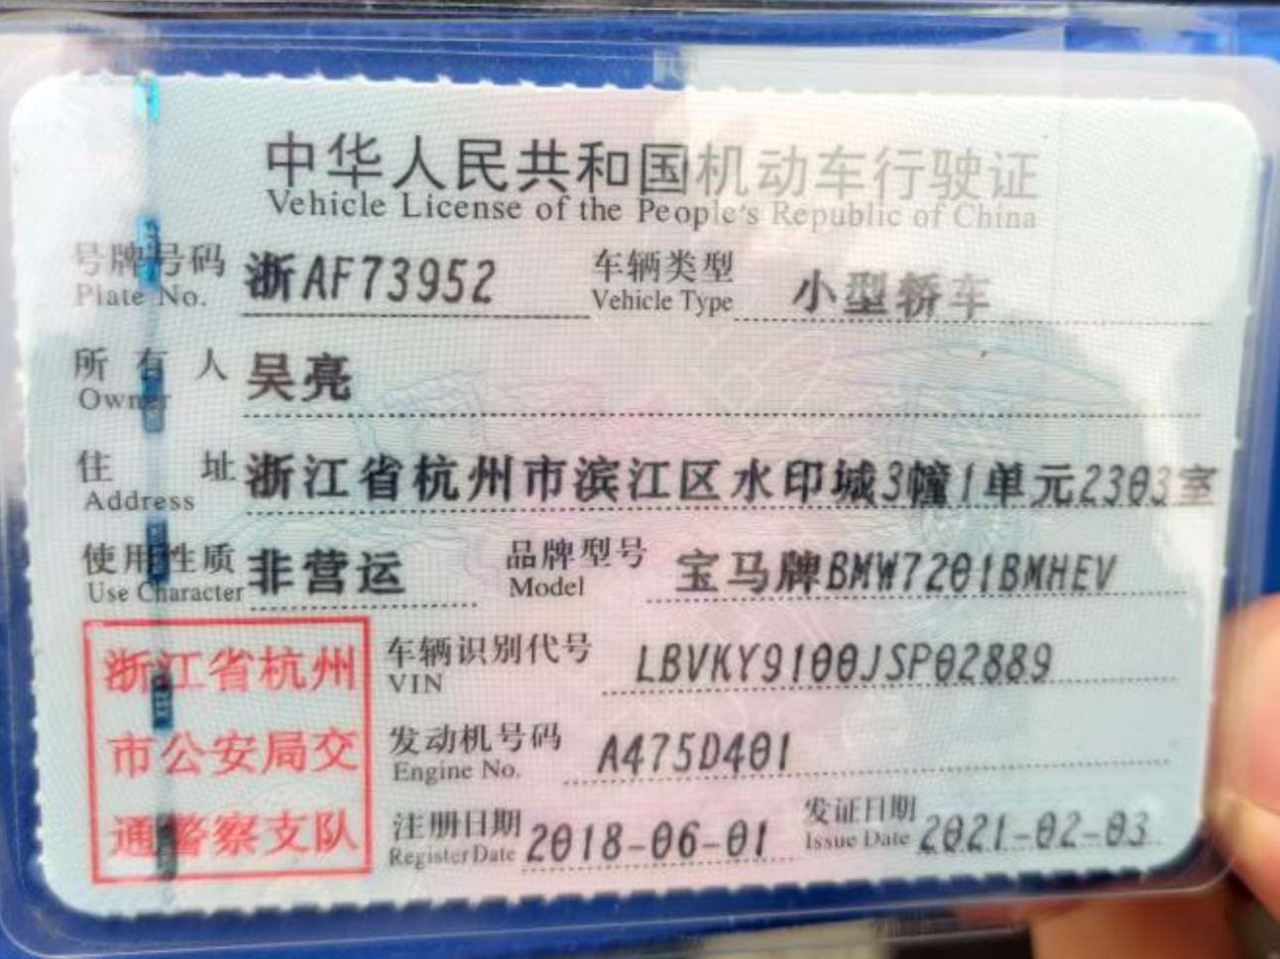 中华人民共和国机动车行驶证
Vehicle License of the People's Republic of China
号牌号码 浙AF73952 车辆类型 小型轿车
Plate No. Vehicle Type
所有人 吴亮
Owner
住址 浙江省杭州市滨江区水印城3幢1单元2303室
Address
使用性质 非营运 品牌型号 宝马牌BMW7201BMHEV
Use Character Model
浙江省杭州
市公安局交
通警察支队
车辆识别代号 LBVKY9100JSP02889
VIN
发动机号码 A475D401
Engine No.
注册日期 2018-06-01 发证日期 2021-02-03
Register Date Issue Date